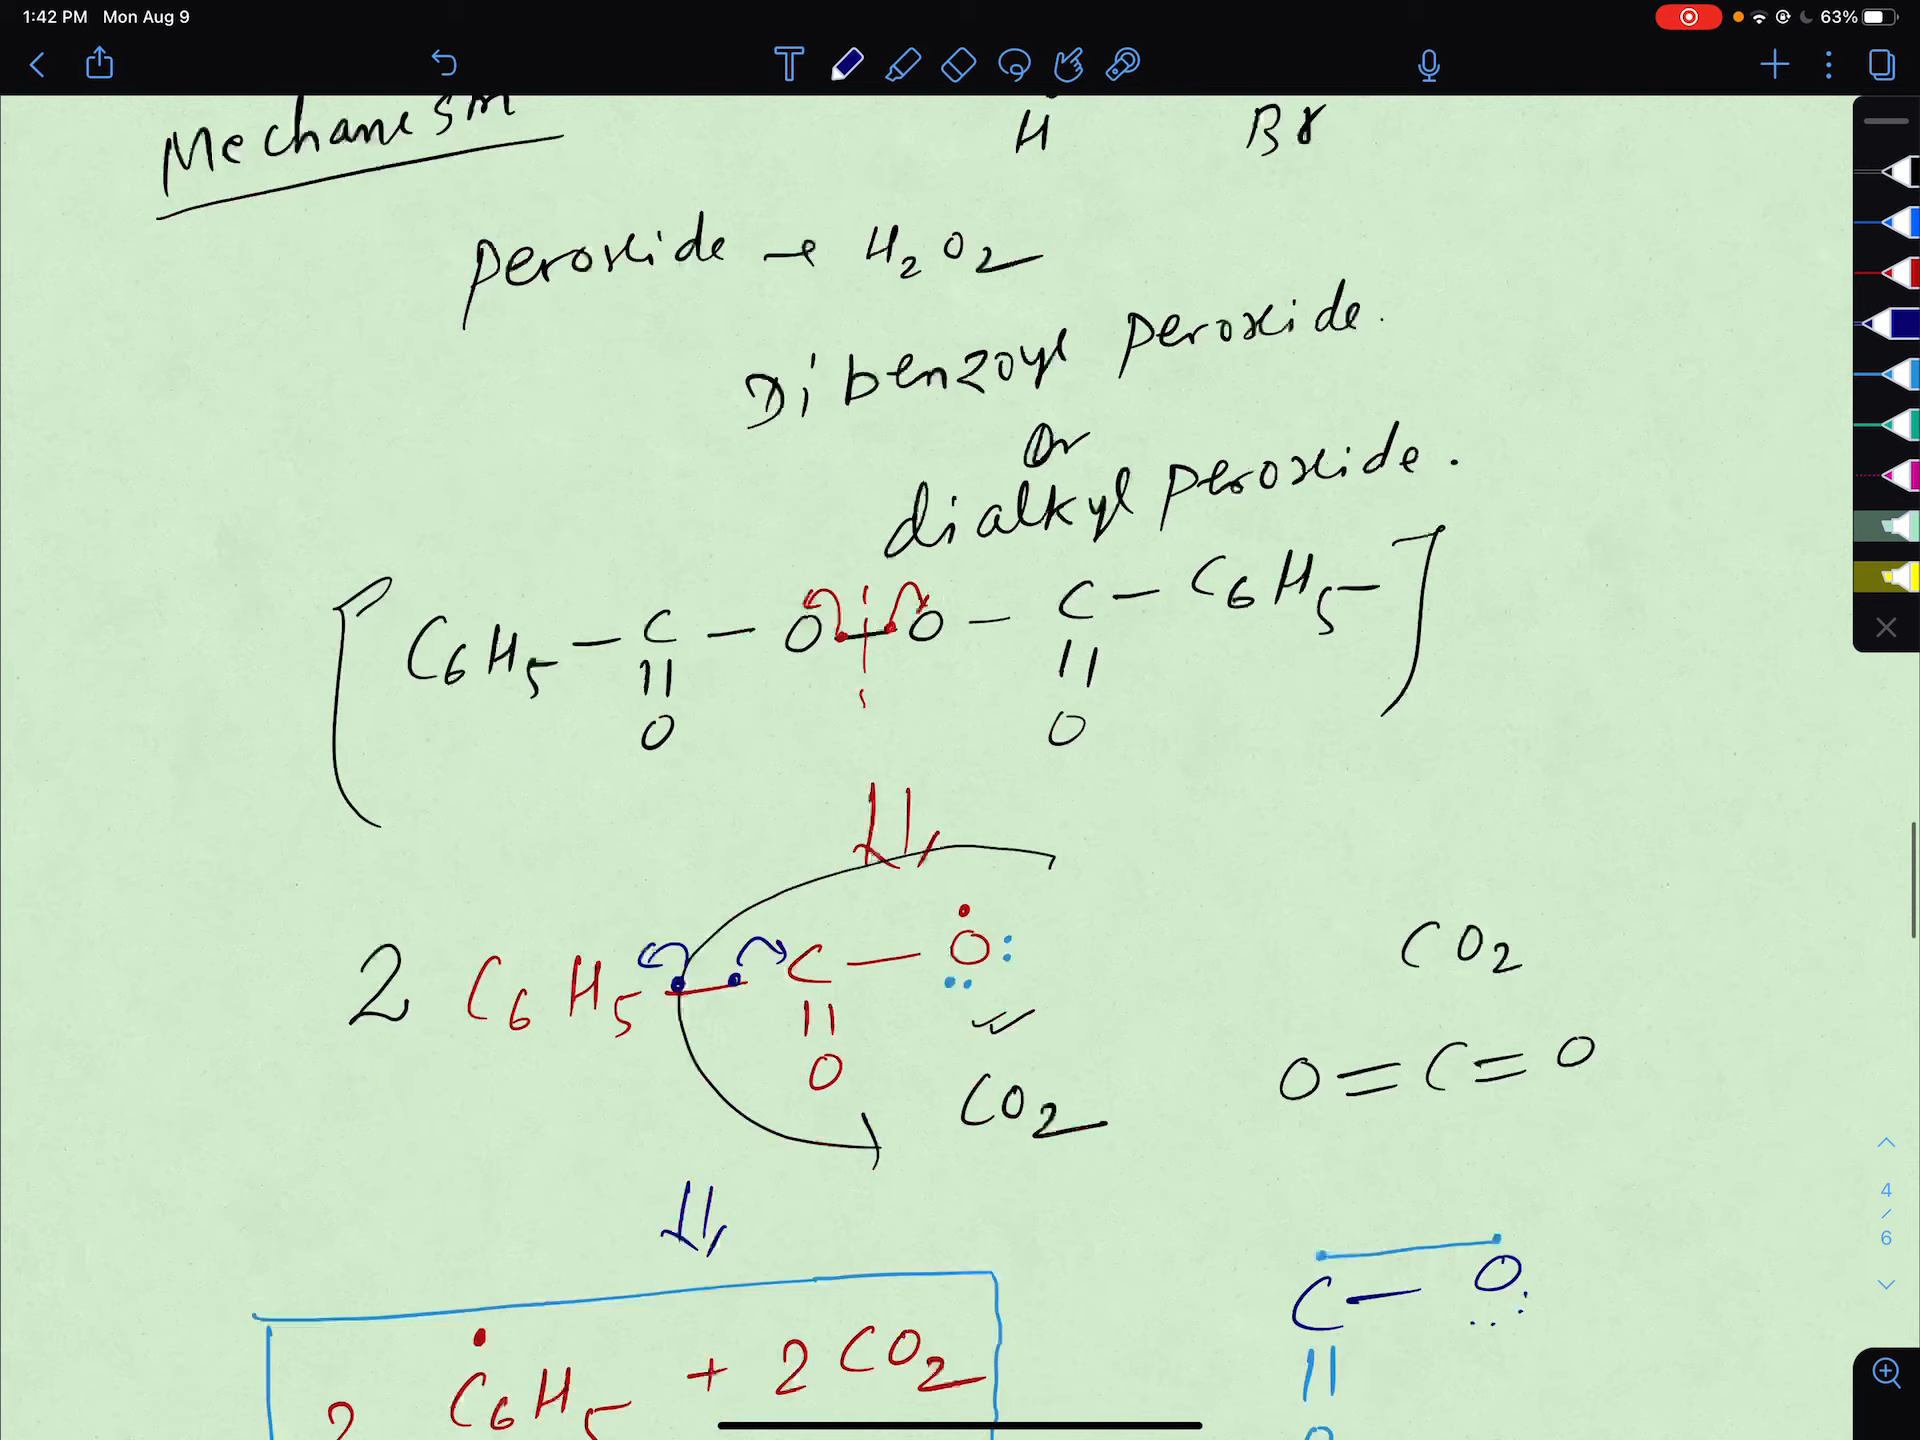 1:42 PM Mon Aug 9
63%
Mechanism
H Br
peroxide → H2O2
Dibenzoyl peroxide.
or
dialkyl peroxide.
C6H5 — C — O — O — C — C6H5
O O
2 C6H5 — C — O
O
CO2
CO2
O = C = O
C — O
O
2 C6H5 + 2 CO2
4 / 6